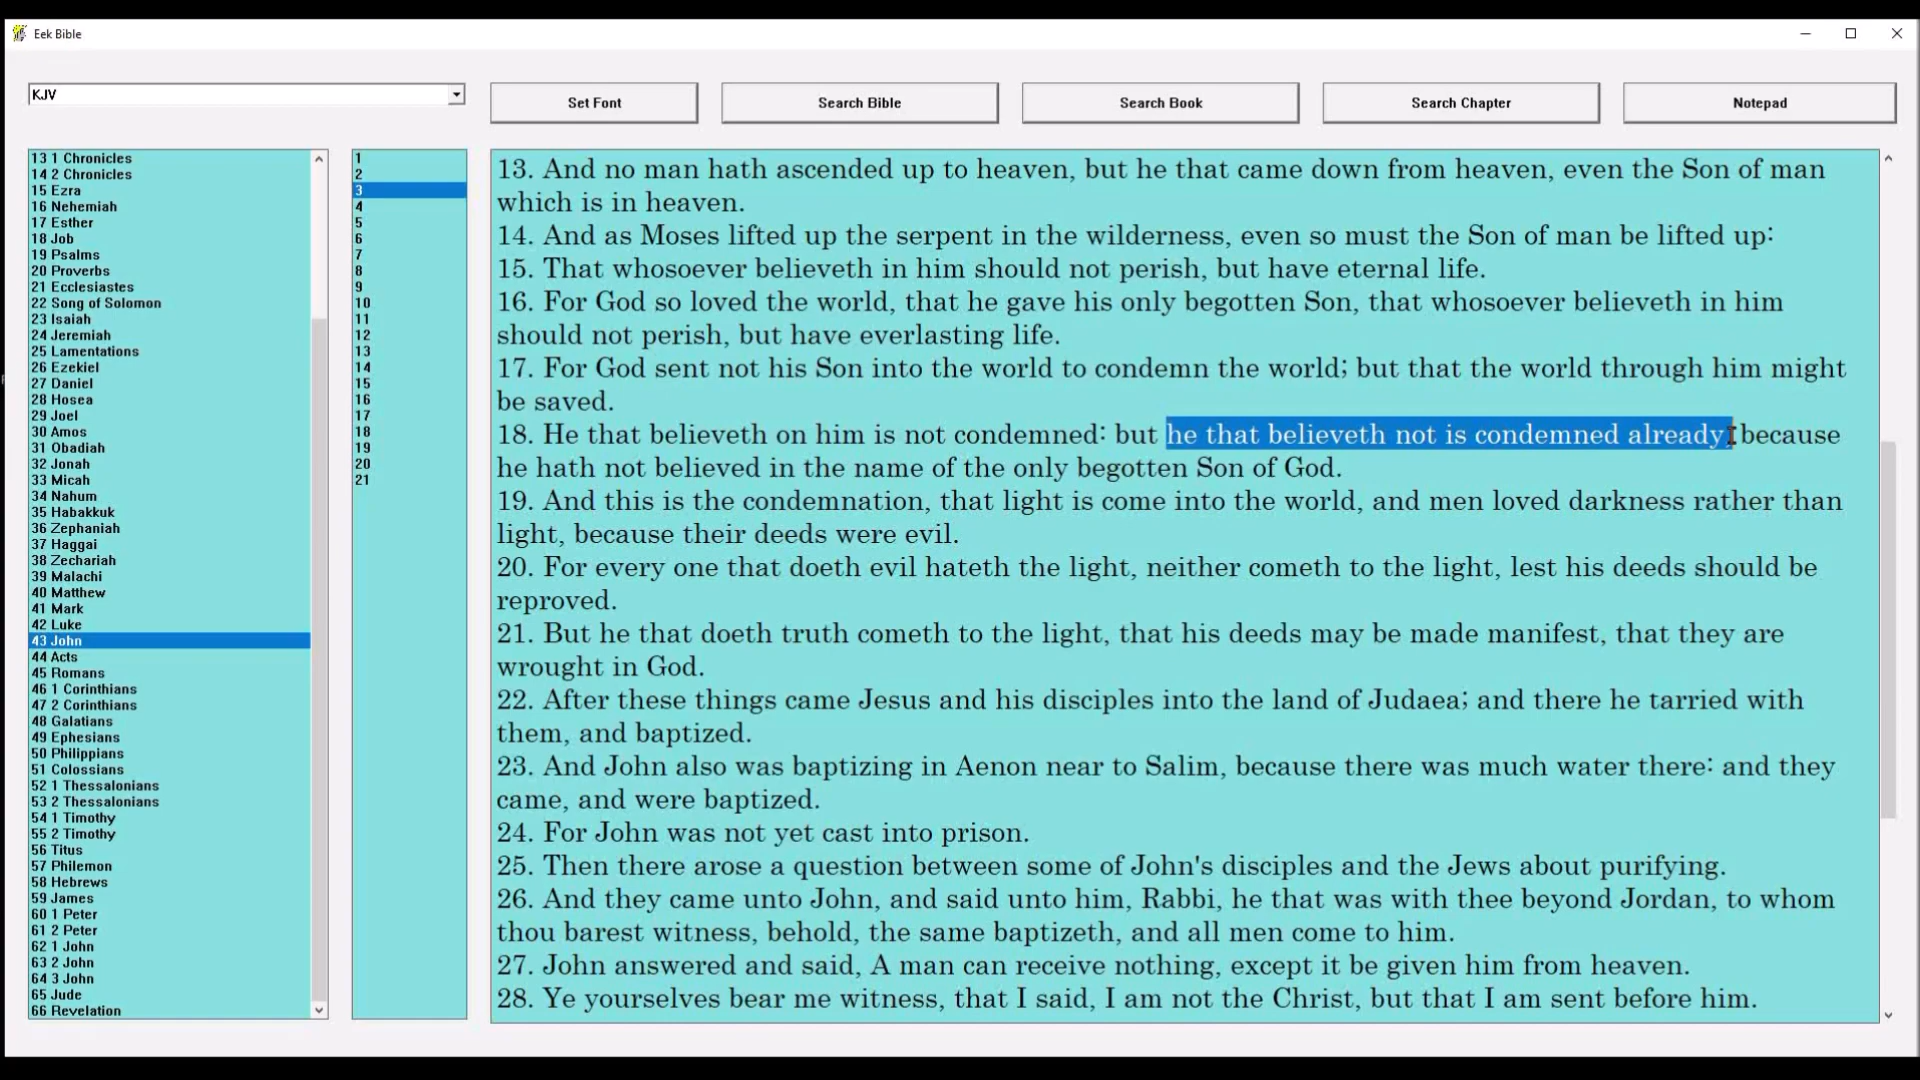 Eek Bible
KJV
Set Font
Search Bible
Search Book
Search Chapter
Notepad
13 1 Chronicles
14 2 Chronicles
15 Ezra
16 Nehemiah
17 Esther
18 Job
19 Psalms
20 Proverbs
21 Ecclesiastes
22 Song of Solomon
23 Isaiah
24 Jeremiah
25 Lamentations
26 Ezekiel
27 Daniel
28 Hosea
29 Joel
30 Amos
31 Obadiah
32 Jonah
33 Micah
34 Nahum
35 Habakkuk
36 Zephaniah
37 Haggai
38 Zechariah
39 Malachi
40 Matthew
41 Mark
42 Luke
43 John
44 Acts
45 Romans
46 1 Corinthians
47 2 Corinthians
48 Galatians
49 Ephesians
50 Philippians
51 Colossians
52 1 Thessalonians
53 2 Thessalonians
54 1 Timothy
55 2 Timothy
56 Titus
57 Philemon
58 Hebrews
59 James
60 1 Peter
61 2 Peter
62 1 John
63 2 John
64 3 John
65 Jude
66 Revelation
1
2
3
4
5
6
7
8
9
10
11
12
13
14
15
16
17
18
19
20
21
13. And no man hath ascended up to heaven, but he that came down from heaven, even the Son of man
which is in heaven.
14. And as Moses lifted up the serpent in the wilderness, even so must the Son of man be lifted up:
15. That whosoever believeth in him should not perish, but have eternal life.
16. For God so loved the world, that he gave his only begotten Son, that whosoever believeth in him
should not perish, but have everlasting life.
17. For God sent not his Son into the world to condemn the world; but that the world through him might
be saved.
18. He that believeth on him is not condemned: but he that believeth not is condemned already, because
he hath not believed in the name of the only begotten Son of God.
19. And this is the condemnation, that light is come into the world, and men loved darkness rather than
light, because their deeds were evil.
20. For every one that doeth evil hateth the light, neither cometh to the light, lest his deeds should be
reproved.
21. But he that doeth truth cometh to the light, that his deeds may be made manifest, that they are
wrought in God.
22. After these things came Jesus and his disciples into the land of Judaea; and there he tarried with
them, and baptized.
23. And John also was baptizing in Aenon near to Salim, because there was much water there: and they
came, and were baptized.
24. For John was not yet cast into prison.
25. Then there arose a question between some of John's disciples and the Jews about purifying.
26. And they came unto John, and said unto him, Rabbi, he that was with thee beyond Jordan, to whom
thou barest witness, behold, the same baptizeth, and all men come to him.
27. John answered and said, A man can receive nothing, except it be given him from heaven.
28. Ye yourselves bear me witness, that I said, I am not the Christ, but that I am sent before him.